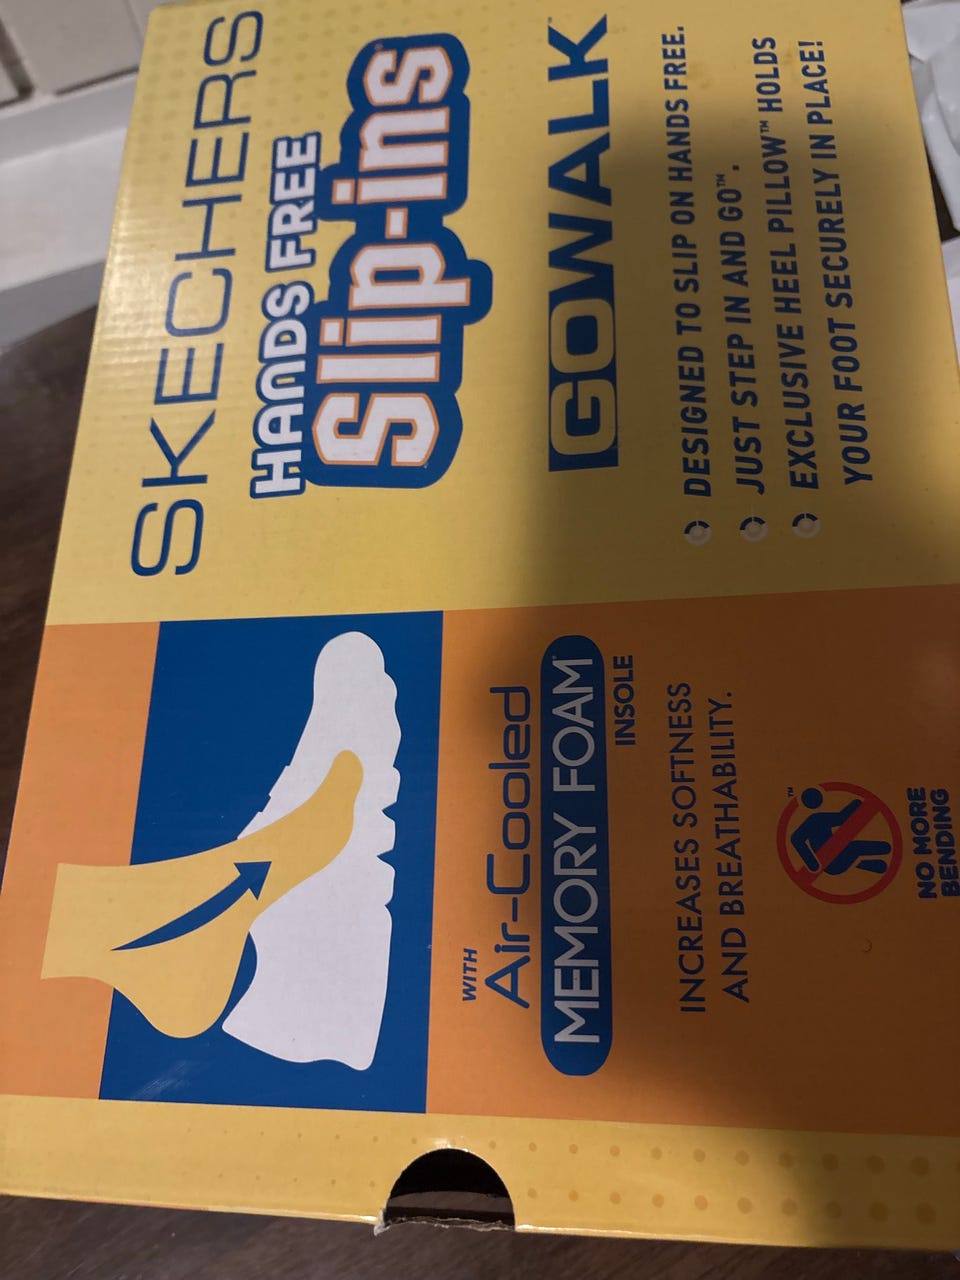 SKECHERS
HANDS FREE
Slip-ins
GOWALK
DESIGNED TO SLIP ON HANDS FREE.
JUST STEP IN AND GO™.
EXCLUSIVE HEEL PILLOW™ HOLDS
YOUR FOOT SECURELY IN PLACE!
WITH
Air-Cooled
MEMORY FOAM
INSOLE
INCREASES SOFTNESS
AND BREATHABILITY.
™
NO MORE
BENDING